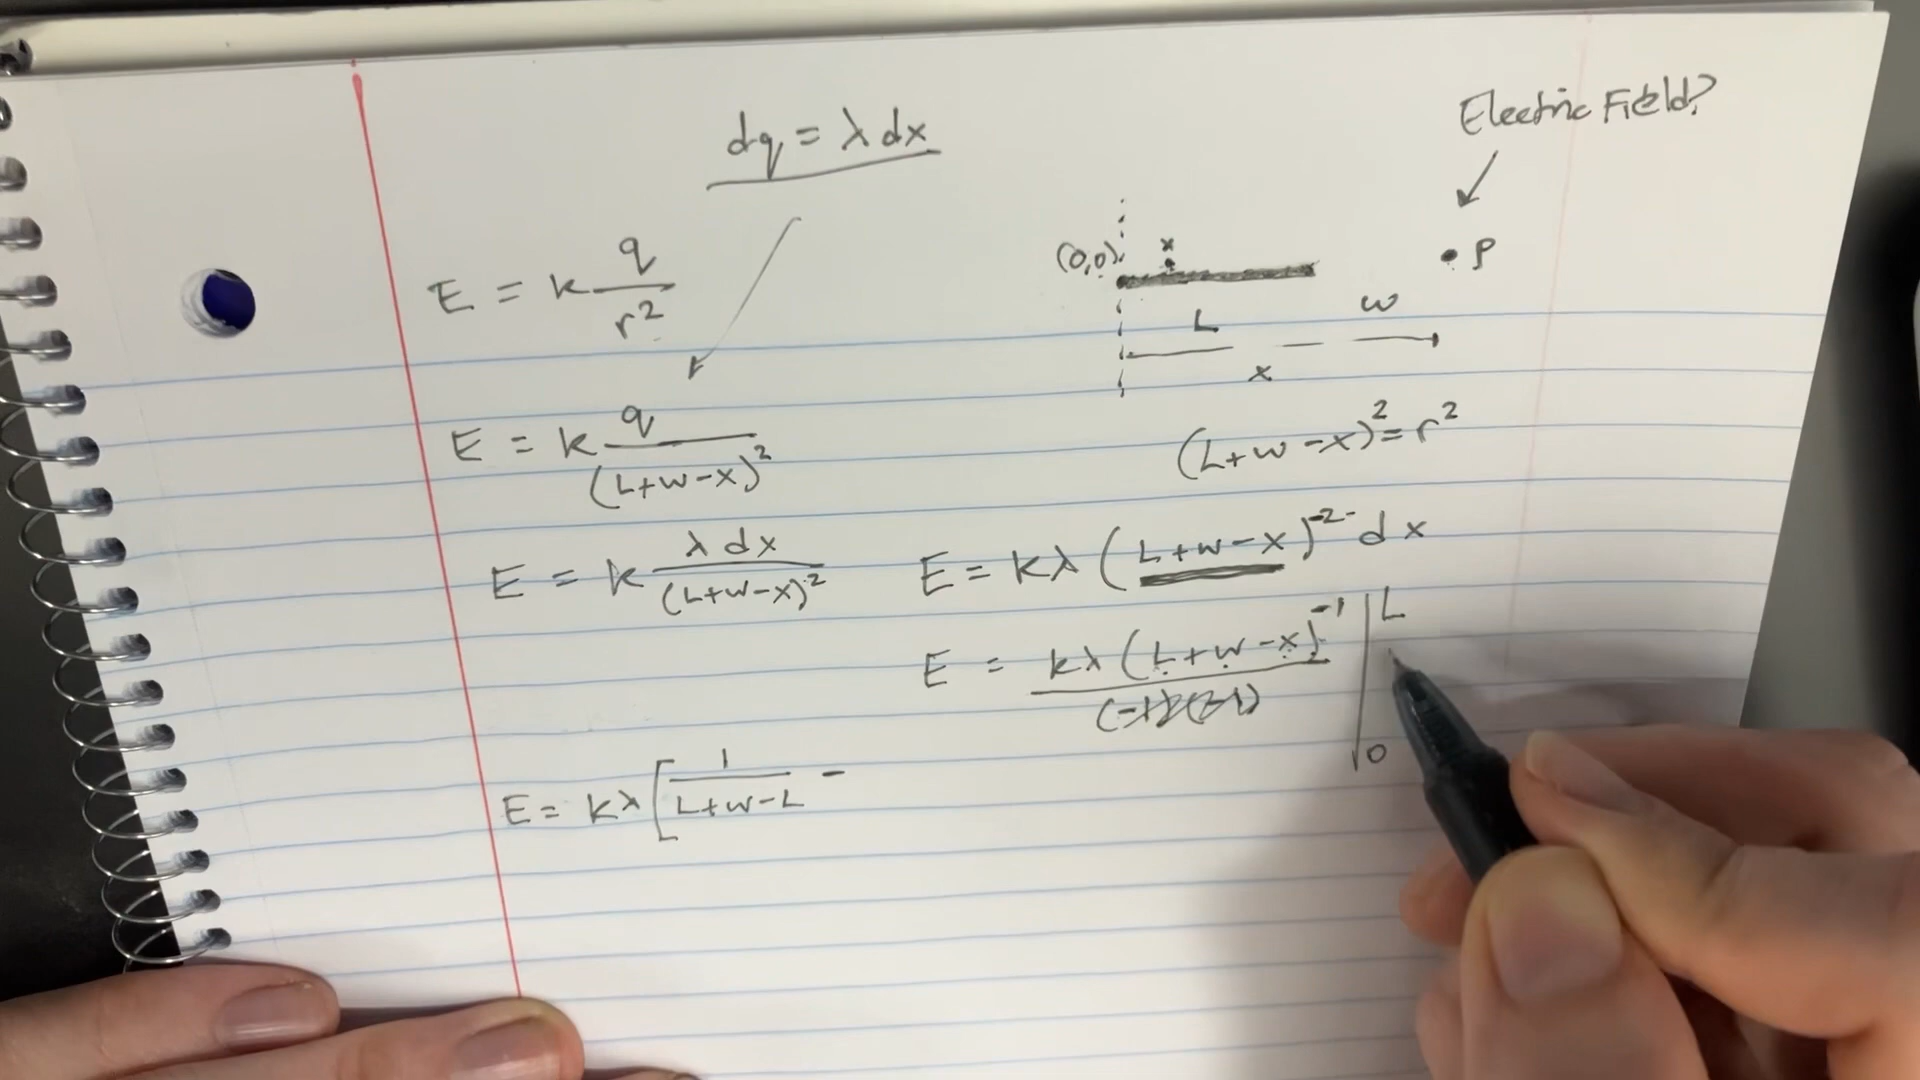 dq = λ dx
Electric Field?
E = k q / r²
(0,0)
x
P
L
w
x
E = k q / (L+w-x)²
(L+w-x)² = r²
E = k λ dx / (L+w-x)²
E = kλ (L+w-x)⁻² dx
E = kλ (L+w-x)⁻¹ / (-1)(-1) | L 0
E = kλ [ 1 / L+w-L -